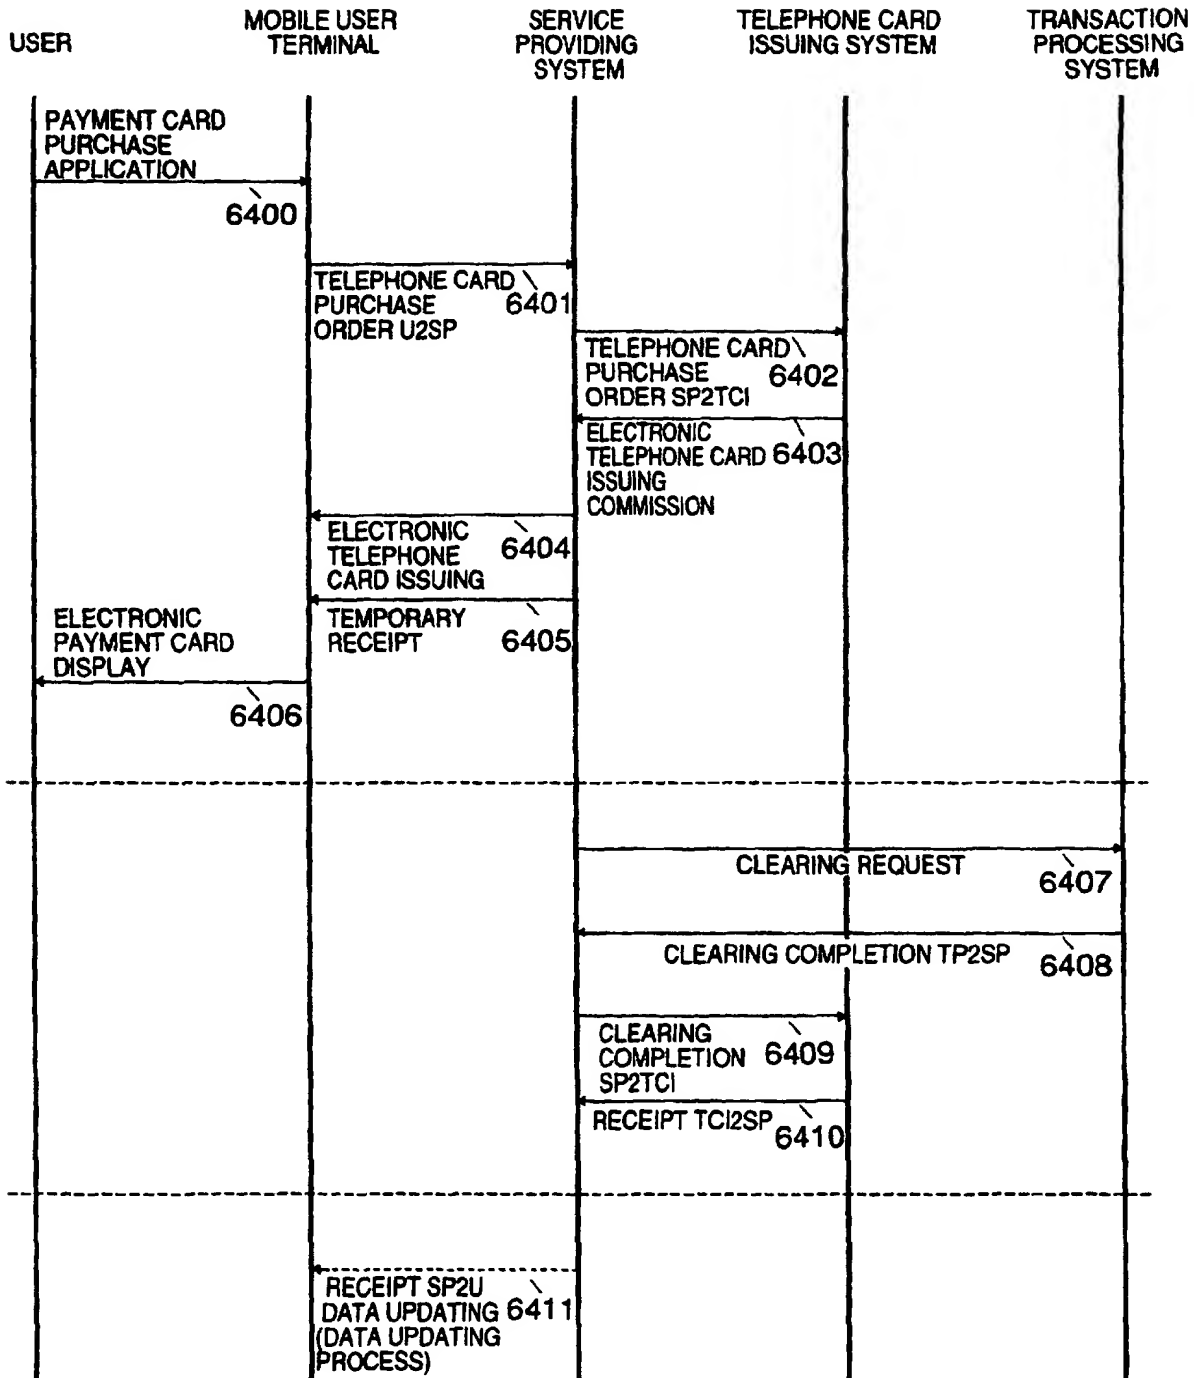 USER
MOBILE USER
TERMINAL
SERVICE
PROVIDING
SYSTEM
TELEPHONE CARD
ISSUING SYSTEM
TRANSACTION
PROCESSING
SYSTEM
PAYMENT CARD
PURCHASE
APPLICATION
6400
TELEPHONE CARD
PURCHASE
ORDER U2SP
6401
TELEPHONE CARD
PURCHASE
ORDER SP2TCI
6402
ELECTRONIC
TELEPHONE CARD
ISSUING
COMMISSION
6403
ELECTRONIC
TELEPHONE
CARD ISSUING
6404
TEMPORARY
RECEIPT
6405
ELECTRONIC
PAYMENT CARD
DISPLAY
6406
CLEARING REQUEST
6407
CLEARING COMPLETION TP2SP
6408
CLEARING
COMPLETION
SP2TCI
6409
RECEIPT TCI2SP
6410
RECEIPT SP2U
DATA UPDATING
(DATA UPDATING
PROCESS)
6411